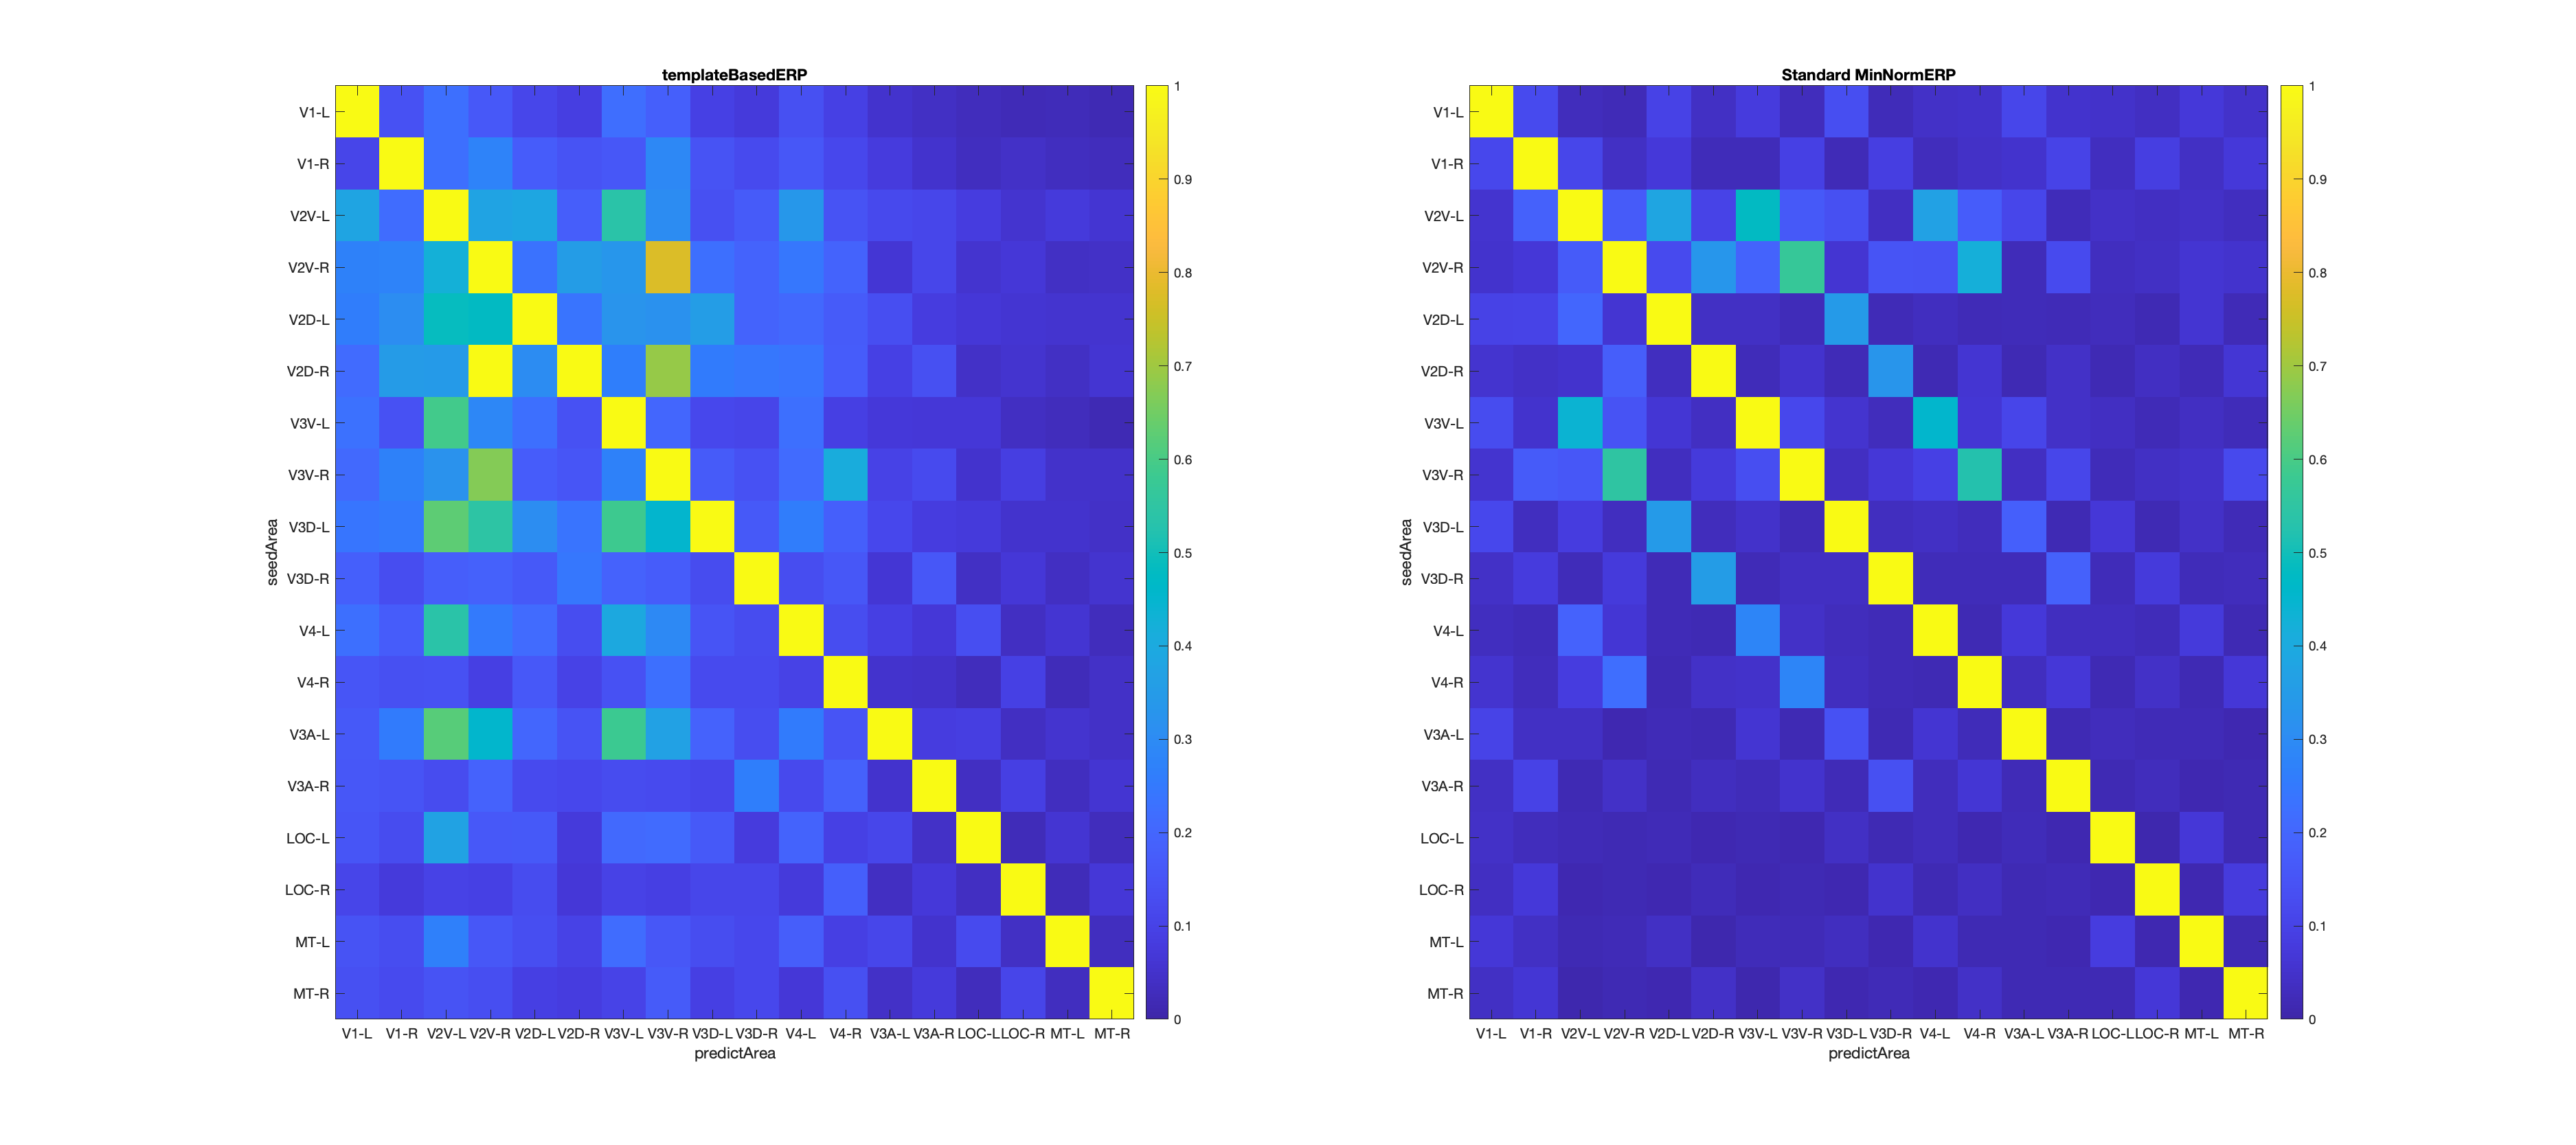 templateBasedERP
V1-L
V1-R
V2V-L
V2V-R
V2D-L
V2D-R
V3V-L
V3V-R
V3D-L
V3D-R
V4-L
V4-R
V3A-L
V3A-R
LOC-L
LOC-R
MT-L
MT-R
seedArea
V1-L V1-R V2V-L V2V-R V2D-L V2D-R V3V-L V3V-R V3D-L V3D-R V4-L V4-R V3A-L V3A-R LOC-L LOC-R MT-L MT-R
predictArea
1
0.9
0.8
0.7
0.6
0.5
0.4
0.3
0.2
0.1
0
Standard MinNormERP
V1-L
V1-R
V2V-L
V2V-R
V2D-L
V2D-R
V3V-L
V3V-R
V3D-L
V3D-R
V4-L
V4-R
V3A-L
V3A-R
LOC-L
LOC-R
MT-L
MT-R
seedArea
V1-L V1-R V2V-L V2V-R V2D-L V2D-R V3V-L V3V-R V3D-L V3D-R V4-L V4-R V3A-L V3A-R LOC-L LOC-R MT-L MT-R
predictArea
1
0.9
0.8
0.7
0.6
0.5
0.4
0.3
0.2
0.1
0